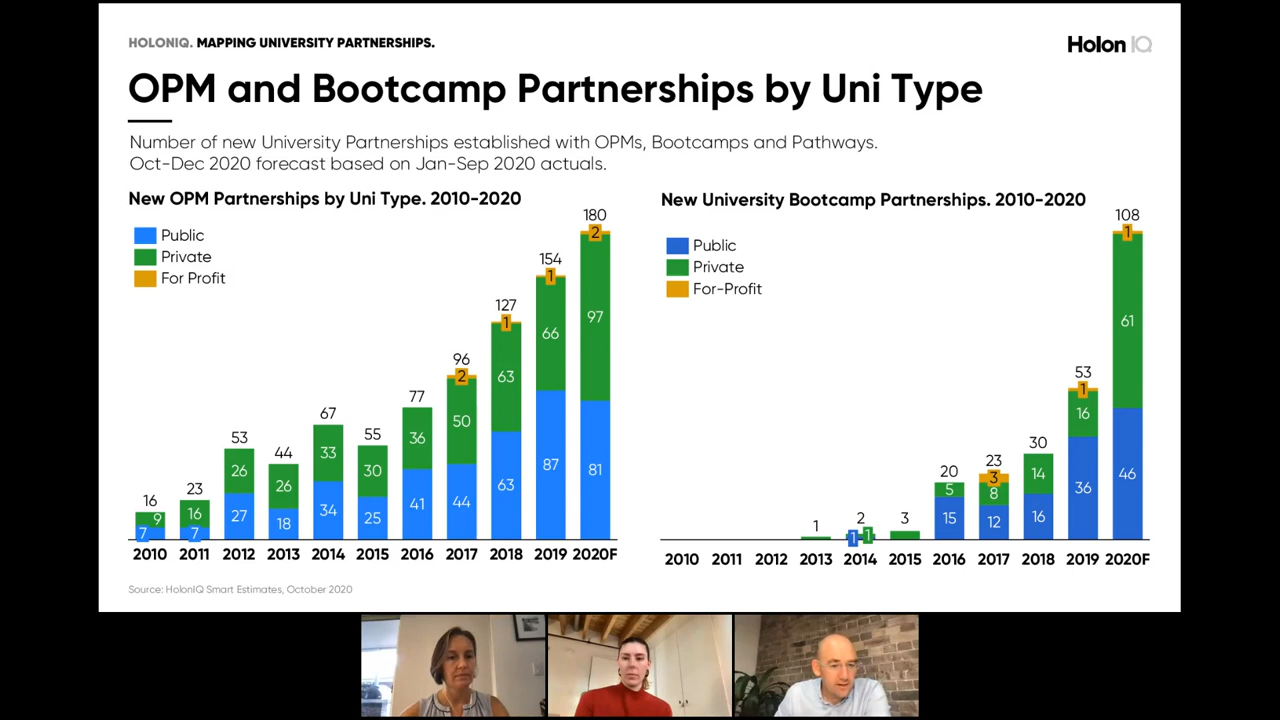 HOLONIQ. MAPPING UNIVERSITY PARTNERSHIPS.
Holon IQ
OPM and Bootcamp Partnerships by Uni Type
Number of new University Partnerships established with OPMs, Bootcamps and Pathways.
Oct-Dec 2020 forecast based on Jan-Sep 2020 actuals.
New OPM Partnerships by Uni Type. 2010-2020
Public
Private
For Profit
16 23 53 44 67 55 77 96 127 154 180
2 1 1 2
9 16 26 26 33 30 36 50 63 66 97
7 7 27 18 34 25 41 44 63 87 81
2010 2011 2012 2013 2014 2015 2016 2017 2018 2019 2020F
New University Bootcamp Partnerships. 2010-2020
Public
Private
For-Profit
1 2 3 20 23 30 53 108
3 1 1
1 5 8 14 16 61
1 15 12 16 36 46
2010 2011 2012 2013 2014 2015 2016 2017 2018 2019 2020F
Source: HolonIQ Smart Estimates, October 2020